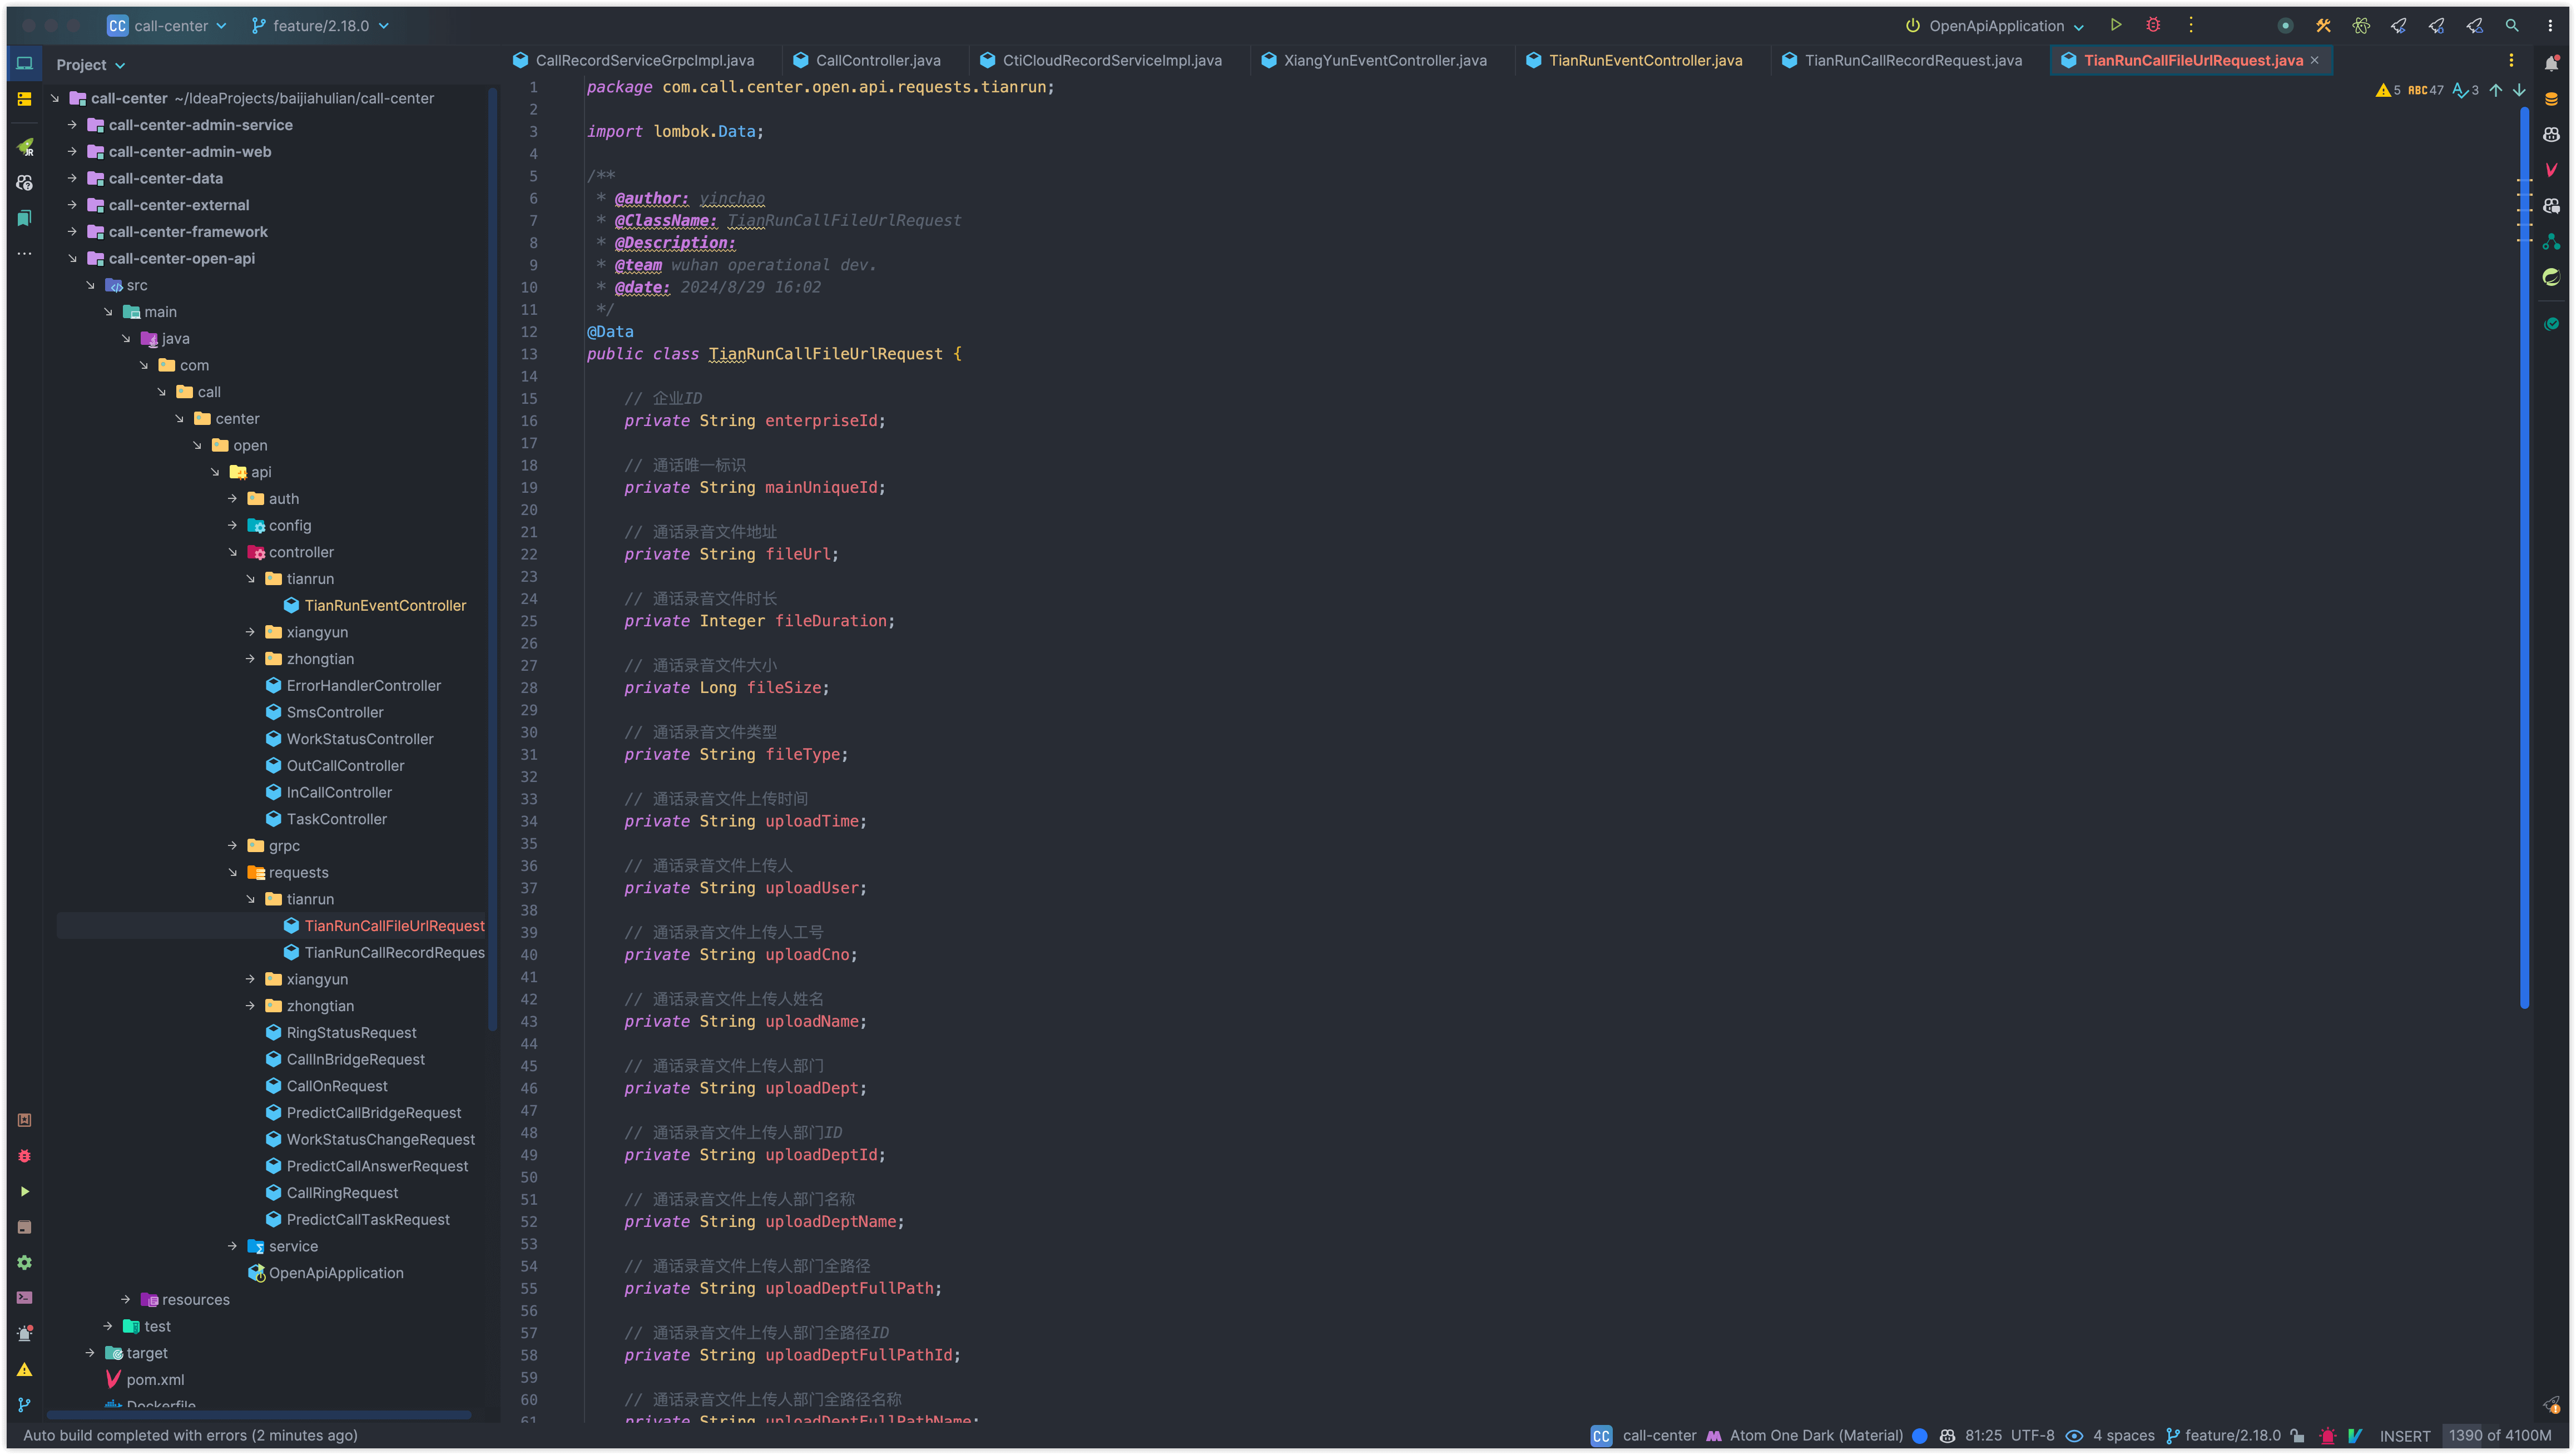 CC call-center feature/2.18.0 OpenApiApplication
Project
CallRecordServiceGrpcImpl.java CallController.java CtiCloudRecordServiceImpl.java XiangYunEventController.java TianRunEventController.java TianRunCallRecordRequest.java TianRunCallFileUrlRequest.java
5 ABC 47 3
call-center ~/IdeaProjects/baijiahulian/call-center
call-center-admin-service
call-center-admin-web
call-center-data
call-center-external
call-center-framework
call-center-open-api
src
main
java
com
call
center
open
api
auth
config
controller
tianrun
TianRunEventController
xiangyun
zhongtian
ErrorHandlerController
SmsController
WorkStatusController
OutCallController
InCallController
TaskController
grpc
requests
tianrun
TianRunCallFileUrlRequest
TianRunCallRecordReques
xiangyun
zhongtian
RingStatusRequest
CallInBridgeRequest
CallOnRequest
PredictCallBridgeRequest
WorkStatusChangeRequest
PredictCallAnswerRequest
CallRingRequest
PredictCallTaskRequest
service
OpenApiApplication
resources
test
target
pom.xml
Dockerfile
1 package com.call.center.open.api.requests.tianrun;
2
3 import lombok.Data;
4
5 /**
6 * @author: yinchao
7 * @ClassName: TianRunCallFileUrlRequest
8 * @Description:
9 * @team wuhan operational dev.
10 * @date: 2024/8/29 16:02
11 */
12 @Data
13 public class TianRunCallFileUrlRequest {
14
15 // 企业ID
16 private String enterpriseId;
17
18 // 通话唯一标识
19 private String mainUniqueId;
20
21 // 通话录音文件地址
22 private String fileUrl;
23
24 // 通话录音文件时长
25 private Integer fileDuration;
26
27 // 通话录音文件大小
28 private Long fileSize;
29
30 // 通话录音文件类型
31 private String fileType;
32
33 // 通话录音文件上传时间
34 private String uploadTime;
35
36 // 通话录音文件上传人
37 private String uploadUser;
38
39 // 通话录音文件上传人工号
40 private String uploadCno;
41
42 // 通话录音文件上传人姓名
43 private String uploadName;
44
45 // 通话录音文件上传人部门
46 private String uploadDept;
47
48 // 通话录音文件上传人部门ID
49 private String uploadDeptId;
50
51 // 通话录音文件上传人部门名称
52 private String uploadDeptName;
53
54 // 通话录音文件上传人部门全路径
55 private String uploadDeptFullPath;
56
57 // 通话录音文件上传人部门全路径ID
58 private String uploadDeptFullPathId;
59
60 // 通话录音文件上传人部门全路径名称
61 private String uploadDeptFullPathName;
Auto build completed with errors (2 minutes ago) CC call-center Atom One Dark (Material) 81:25 UTF-8 4 spaces feature/2.18.0 INSERT 1390 of 4100M